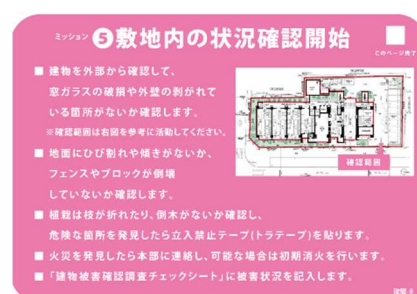 ミッション ❺敷地内の状況確認開始
このページ完了
■ 建物を外部から確認して、
窓ガラスの破損や外壁の剥がれて
いる箇所がないか確認します。
※確認範囲は右図を参考に活動してください。
確認範囲
■ 地面にひび割れや傾きがないか、
フェンスやブロックが倒壊
していないか確認します。
■ 植栽は枝が折れたり、倒木がないか確認し、
危険な箇所を発見したら立入禁止テープ(トラテープ)を貼ります。
■ 火災を発見したら本部に連絡し、可能な場合は初期消火を行います。
■「建物被害確認調査チェックシート」に被害状況を記入します。